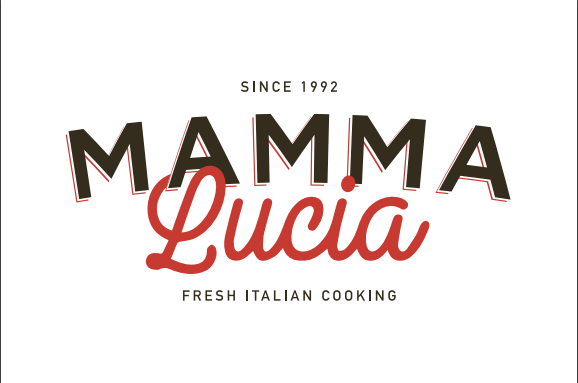 SINCE 1992
MAMMA
Lucia
FRESH ITALIAN COOKING